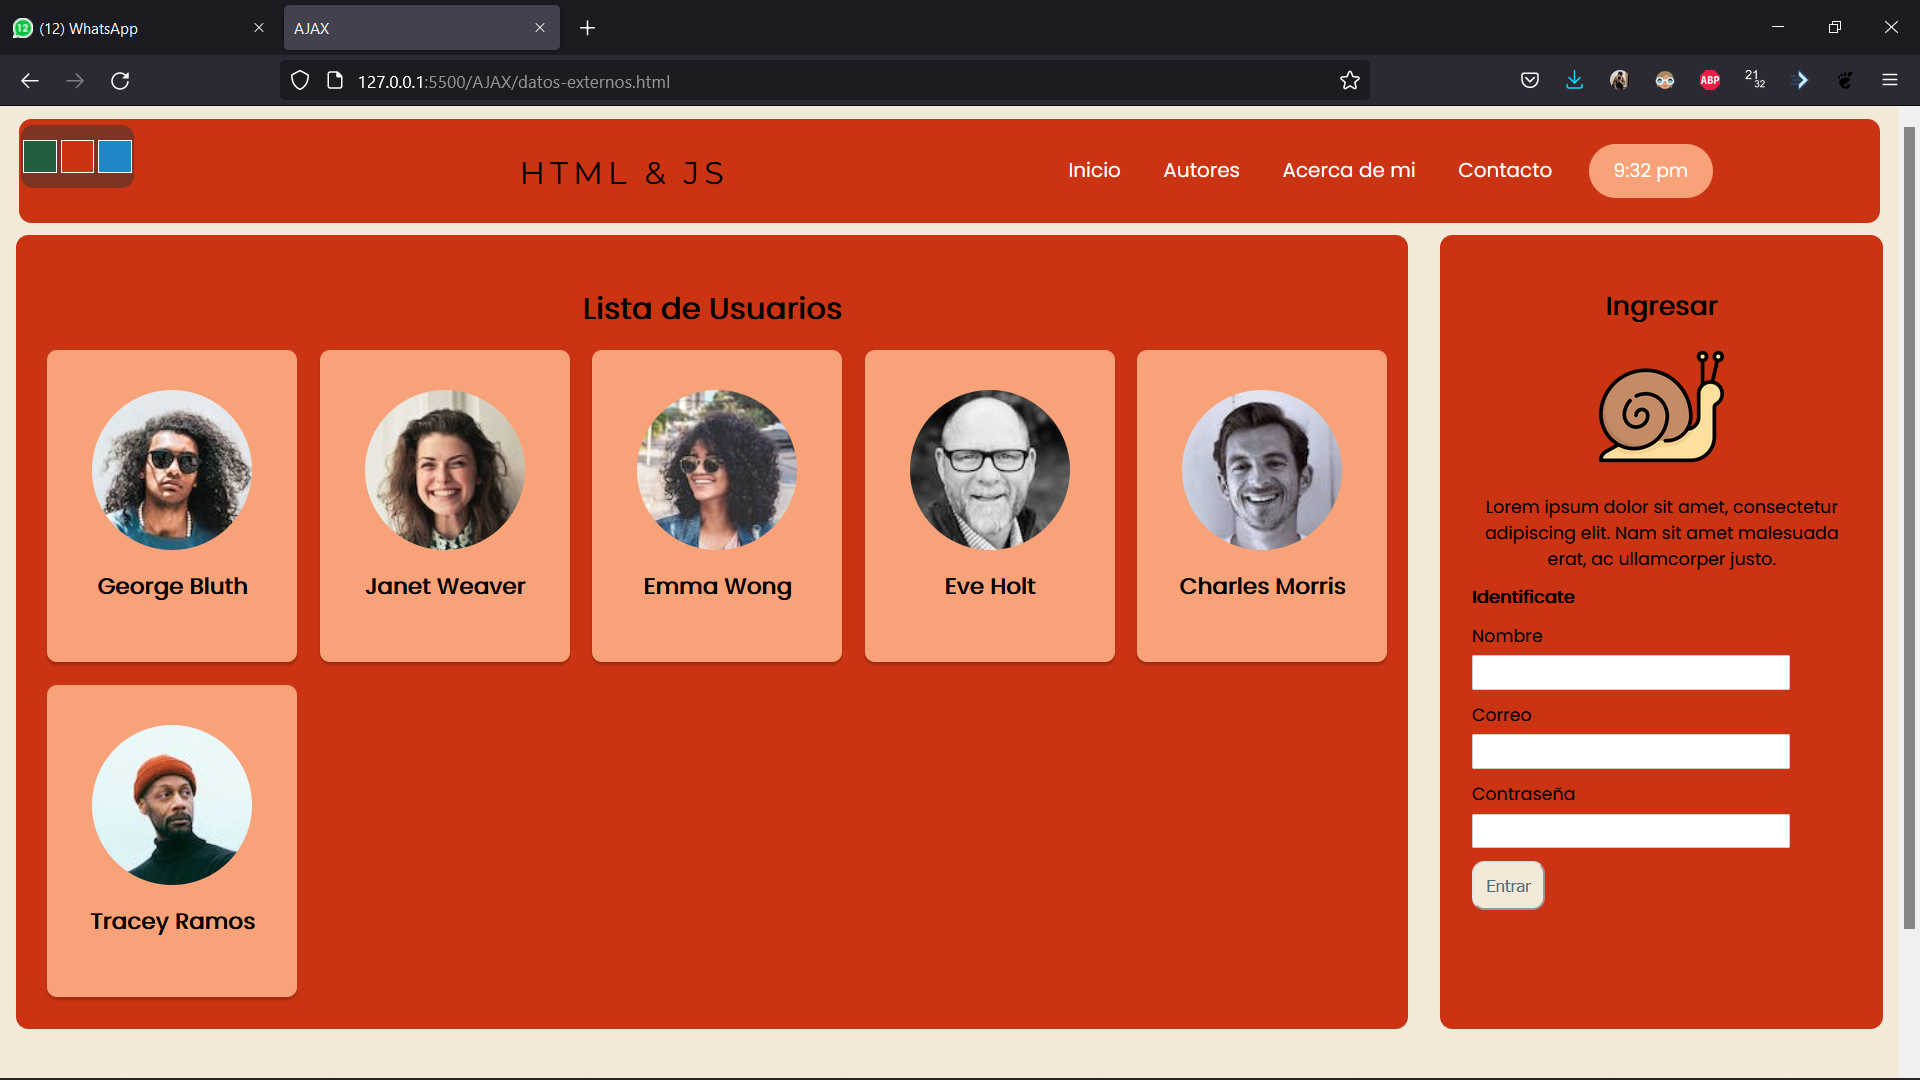 (12) WhatsApp
AJAX
127.0.0.1:5500/AJAX/datos-externos.html
ABP
21
32
HTML & JS
Inicio
Autores
Acerca de mi
Contacto
9:32 pm
Lista de Usuarios
George Bluth
Janet Weaver
Emma Wong
Eve Holt
Charles Morris
Tracey Ramos
Ingresar
Lorem ipsum dolor sit amet, consectetur
adipiscing elit. Nam sit amet malesuada
erat, ac ullamcorper justo.
Identificate
Nombre
Correo
Contraseña
Entrar